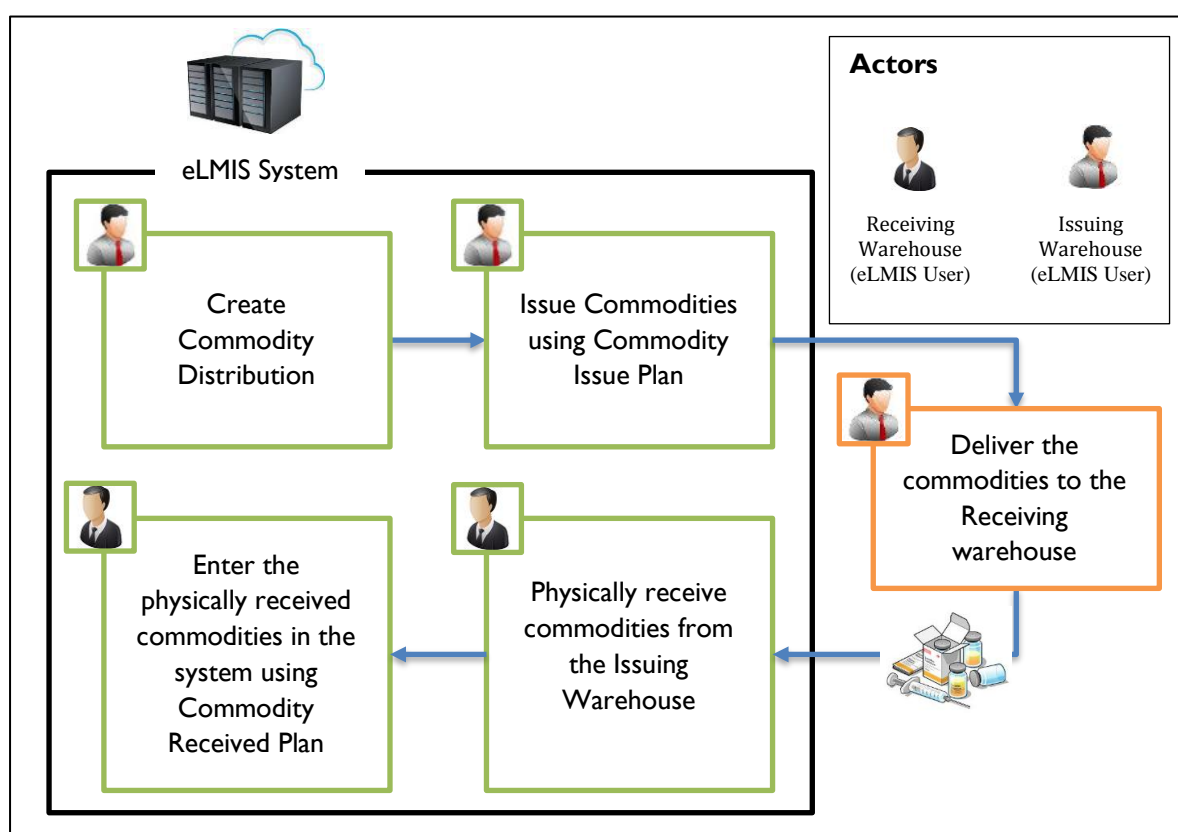 Actors
Receiving
Warehouse
(eLMIS User)
Issuing
Warehouse
(eLMIS User)
eLMIS System
Create
Commodity
Distribution
Issue Commodities
using Commodity
Issue Plan
Deliver the
commodities to the
Receiving
warehouse
Physically receive
commodities from
the Issuing
Warehouse
Enter the
physically received
commodities in the
system using
Commodity
Received Plan